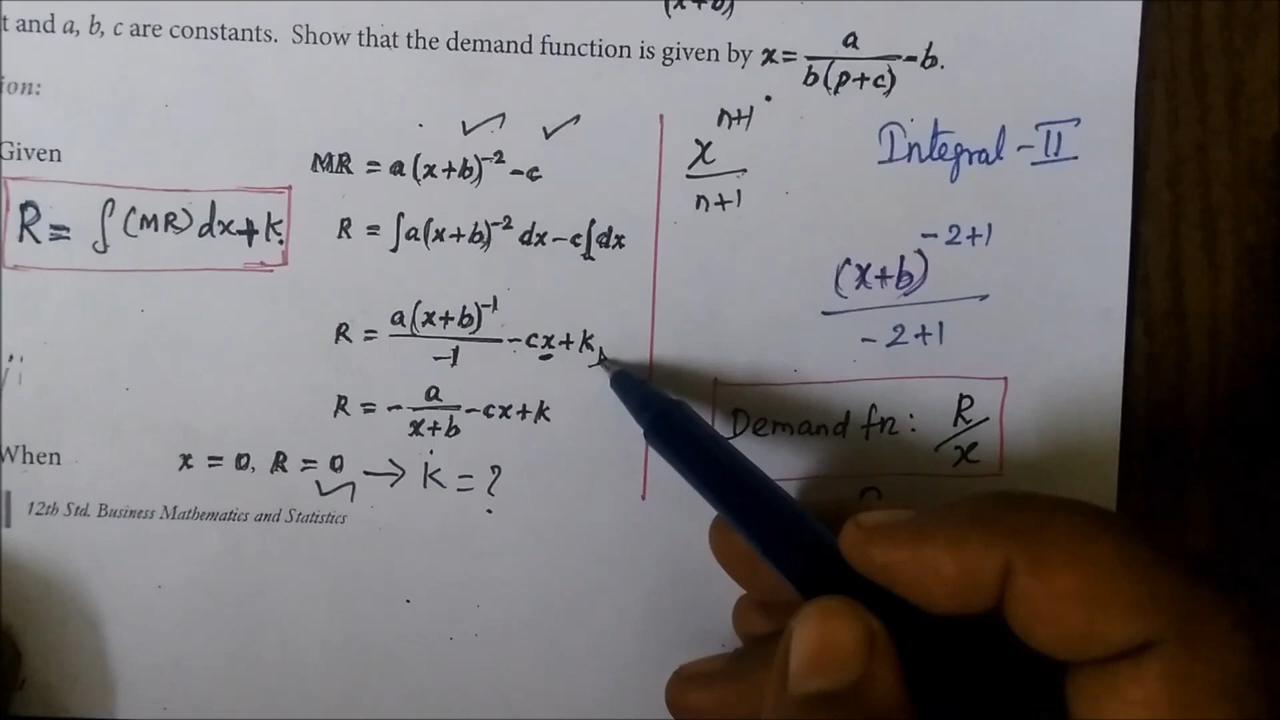 t and a, b, c are constants. Show that the demand function is given by x = a / b(p+c) - b.
ion:
Given
MR = a(x+b)^-2 - c
R = ∫(MR) dx + k
R = ∫a(x+b)^-2 dx - c∫dx
R = a(x+b)^-1 / -1 - cx + k
R = - a / x+b - cx + k
When x = 0, R = 0 → k = ?
12th Std. Business Mathematics and Statistics
x^n+1 / n+1
Integral - II
(x+b)^-2+1 / -2+1
Demand fn: R/x